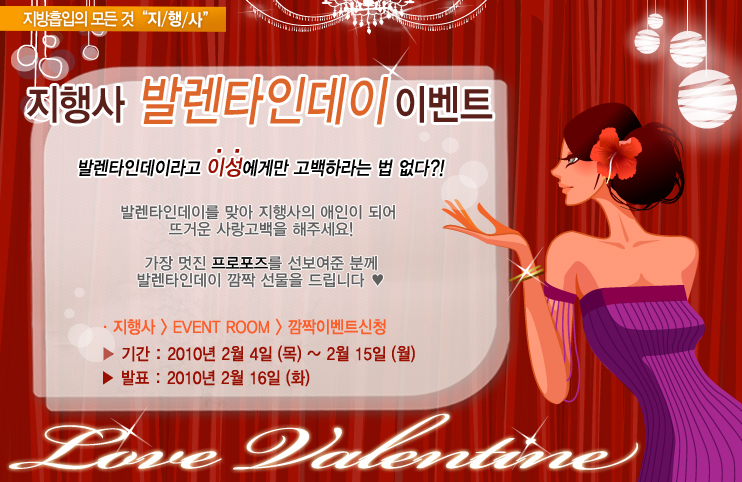 지방흡입의 모든 것 “지/행/사”
지행사 발렌타인데이 이벤트
발렌타인데이라고 이성에게만 고백하라는 법 없다?!
발렌타인데이를 맞아 지행사의 애인이 되어
뜨거운 사랑고백을 해주세요!
가장 멋진 프로포즈를 선보여준 분께
발렌타인데이 깜짝 선물을 드립니다 ♥
· 지행사 > EVENT ROOM > 깜짝이벤트신청
▶ 기간 : 2010년 2월 4일 (목) ~ 2월 15일 (월)
▶ 발표 : 2010년 2월 16일 (화)
Love Valentine